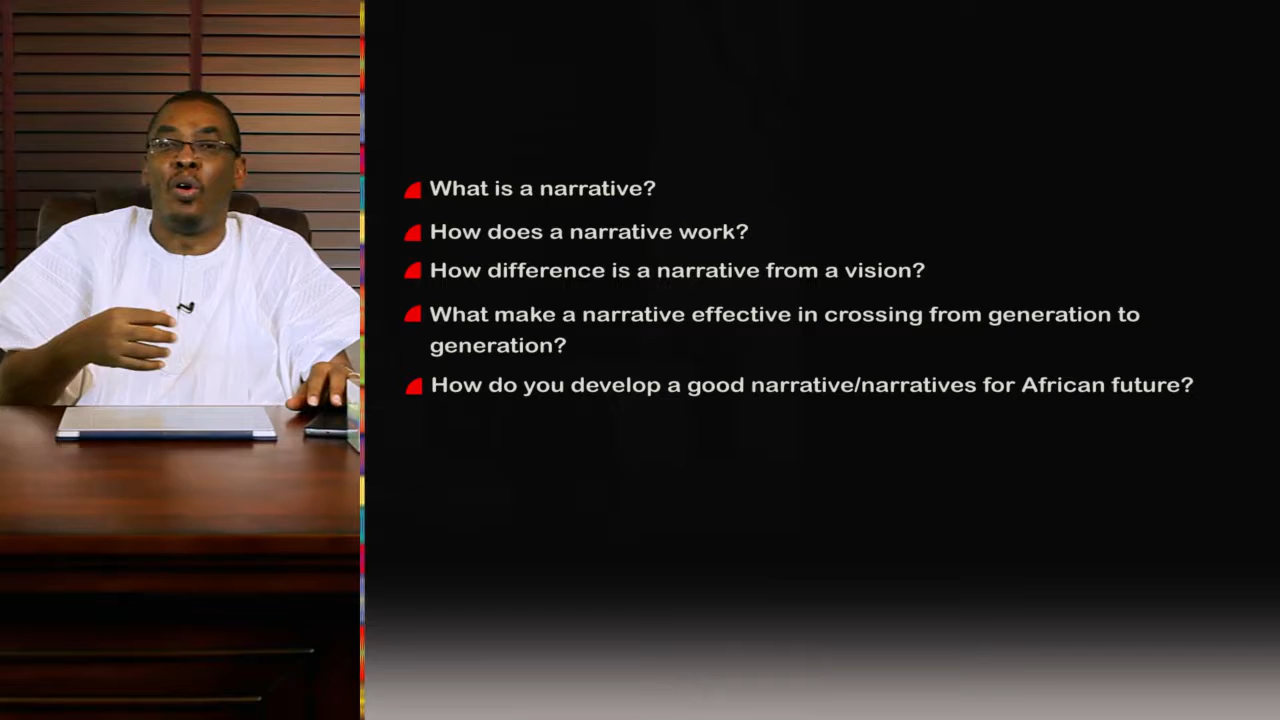 What is a narrative?
How does a narrative work?
How difference is a narrative from a vision?
What make a narrative effective in crossing from generation to
generation?
How do you develop a good narrative/narratives for African future?